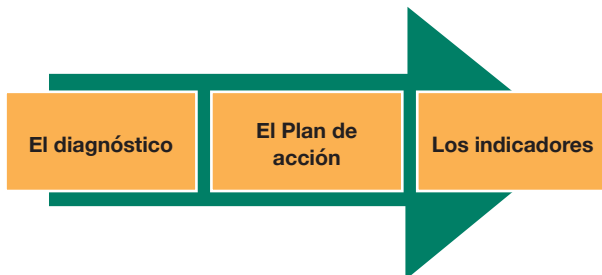 El diagnóstico
El Plan de
acción
Los indicadores